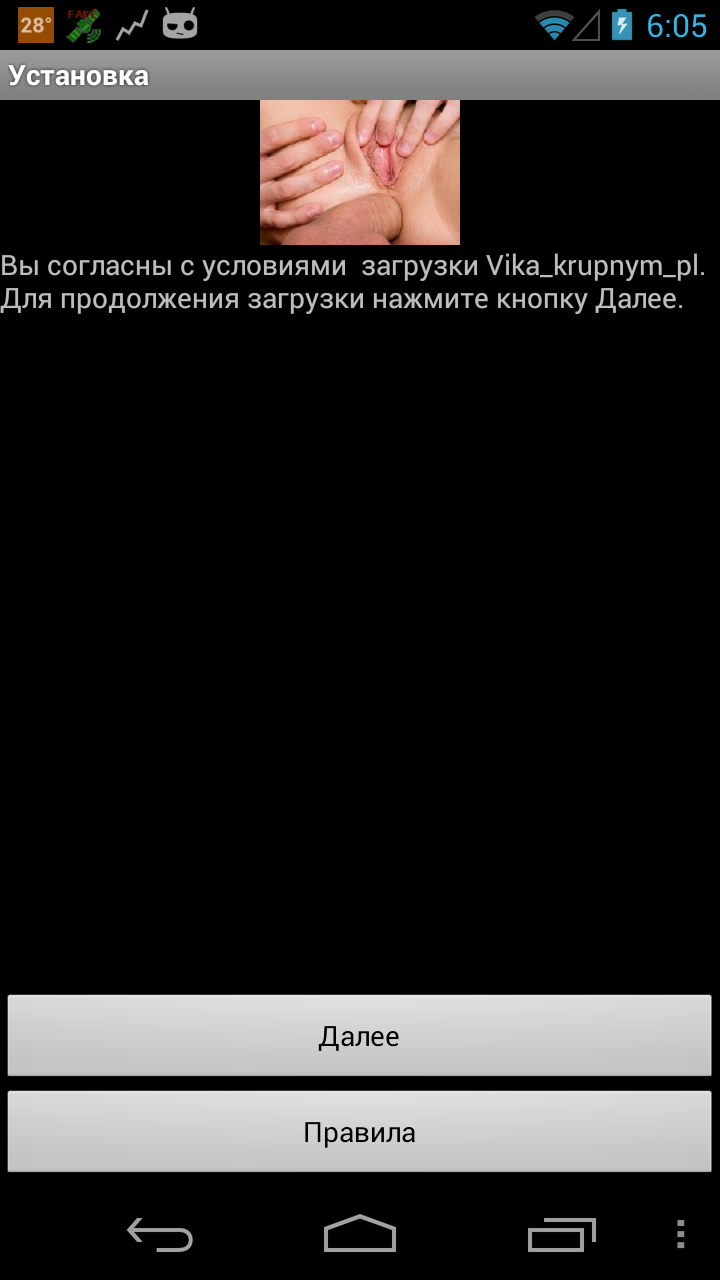 28°
FAKE
6:05
Установка
Вы согласны с условиями  загрузки Vika_krupnym_pl.
Для продолжения загрузки нажмите кнопку Далее.
Далее
Правила